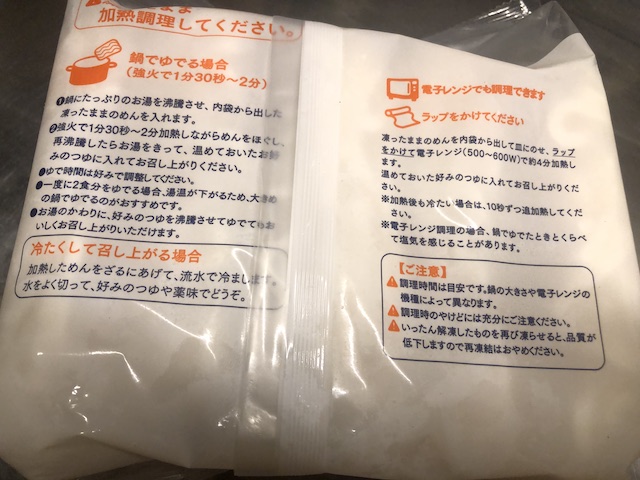 まま
加熱調理してください。
鍋でゆでる場合
(強火で1分30秒〜2分)
❶鍋にたっぷりのお湯を沸騰させ、内袋から出した
凍ったままのめんを入れます。
❷強火で1分30秒〜2分加熱しながらめんをほぐし、
再沸騰したらお湯をきって、温めておいたお好
みのつゆに入れてお召し上がりください。
●ゆで時間は好みで調整してください。
●一度に2食分をゆでる場合、湯温が下がるため、大きめ
の鍋でゆでるのがおすすめです。
●お湯のかわりに、好みのつゆを沸騰させてゆでてもお
いしくお召し上がりいただけます。
冷たくして召し上がる場合
加熱しためんをざるにあげて、流水で冷まします。
水をよく切って、好みのつゆや薬味でどうぞ。
電子レンジでも調理できます
ラップをかけてください
凍ったままのめんを内袋から出して皿にのせ、ラップ
をかけて電子レンジ(500〜600W)で約4分加熱し
ます。
温めておいた好みのつゆに入れてお召し上がりくだ
さい。
※加熱後も冷たい場合は、10秒ずつ追加加熱してくだ
さい。
※電子レンジ調理の場合、鍋でゆでたときとくらべ
て塩気を感じることがあります。
【ご注意】
調理時間は目安です。鍋の大きさや電子レンジの
機種によって異なります。
調理時のやけどには充分にご注意ください。
いったん解凍したものを再び凍らせると、品質が
低下しますので再凍結はおやめください。